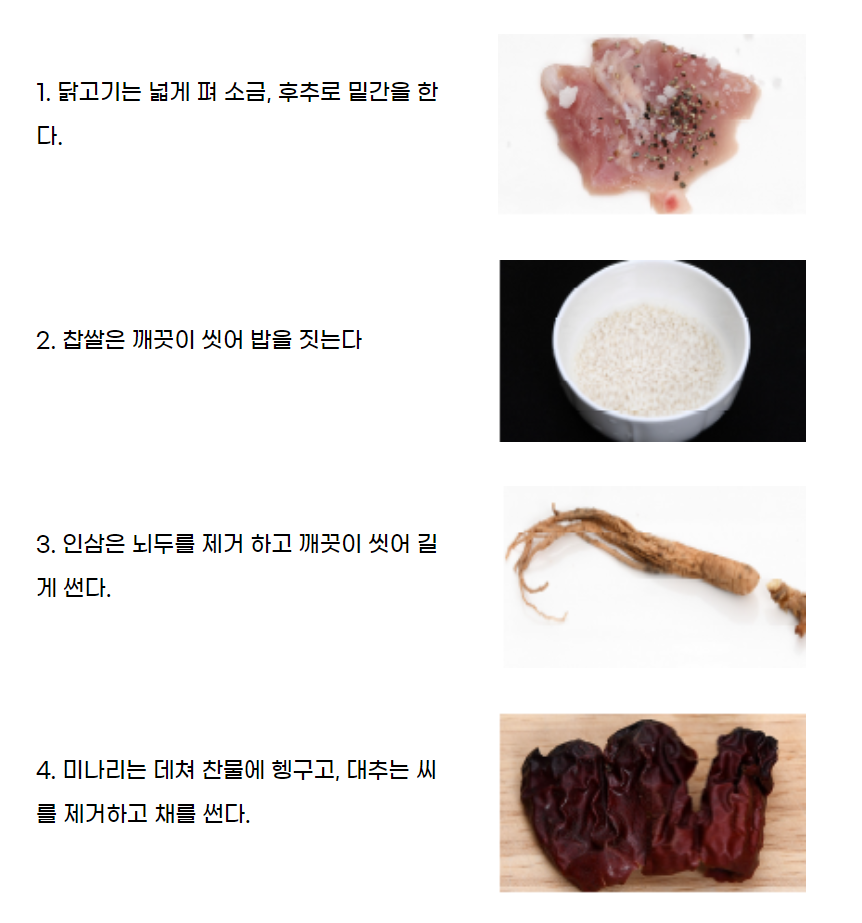 1. 닭고기는 넓게 펴 소금, 후추로 밑간을 한
다.
2. 찹쌀은 깨끗이 씻어 밥을 짓는다
3. 인삼은 뇌두를 제거 하고 깨끗이 씻어 길
게 썬다.
4. 미나리는 데쳐 찬물에 헹구고, 대추는 씨
를 제거하고 채를 썬다.